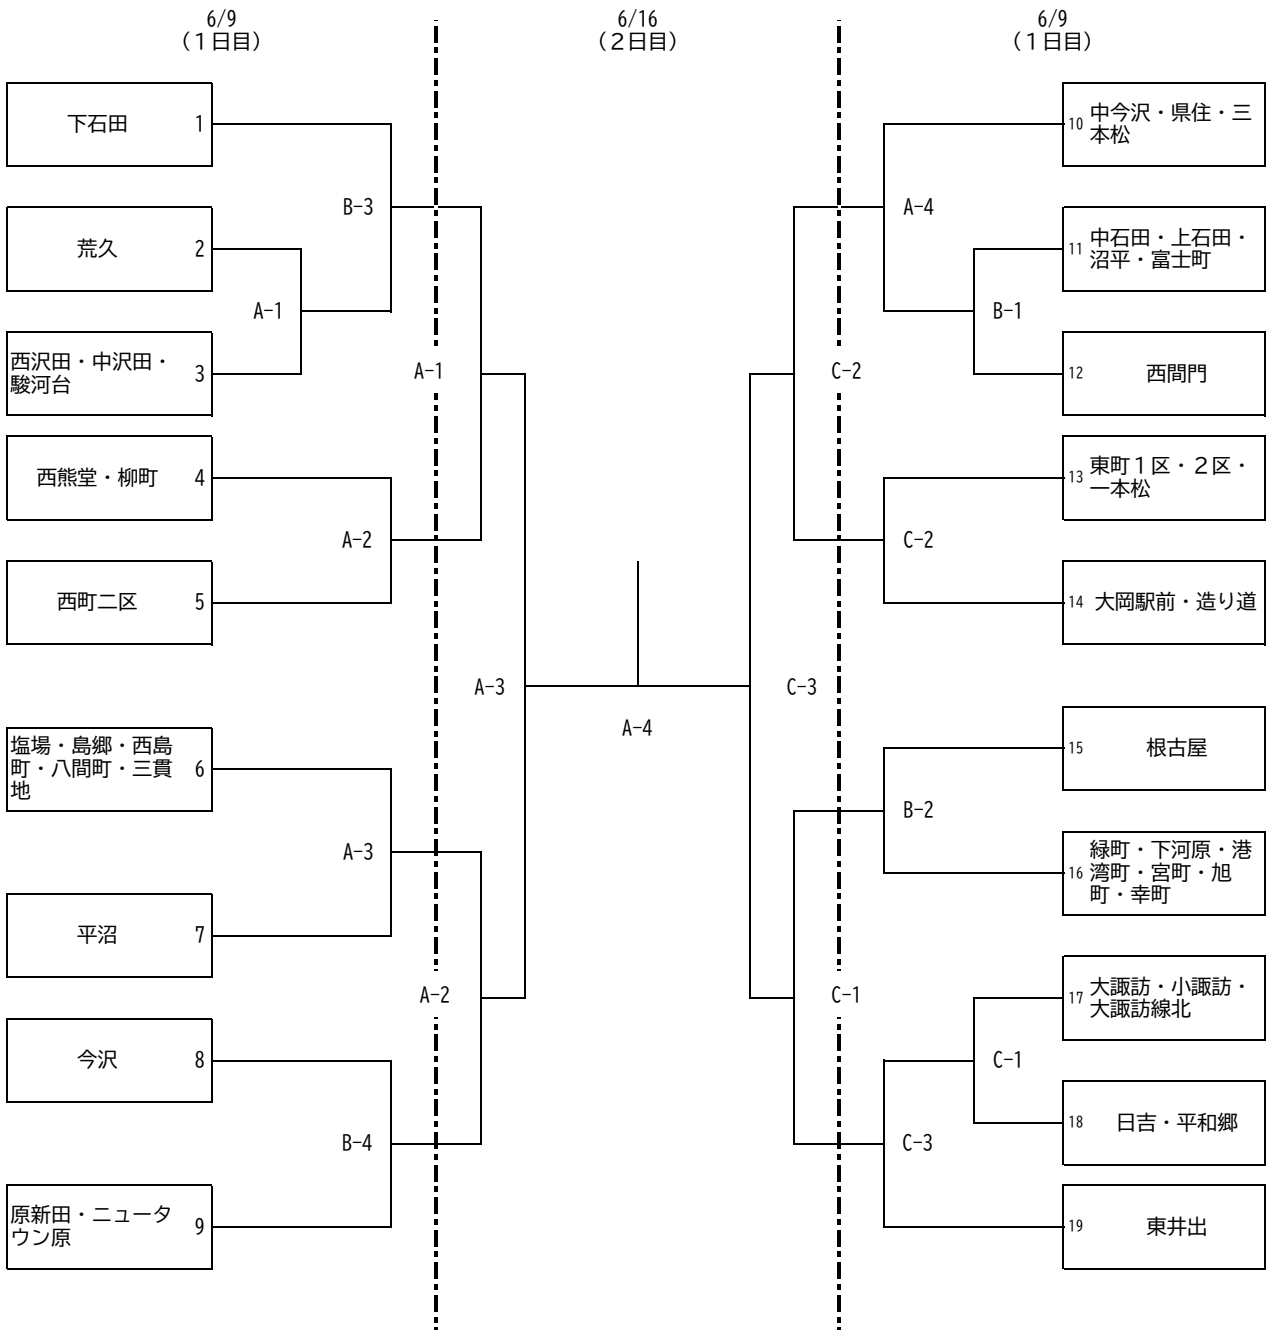 6/9
(１日目)
6/16
(２日目)
6/9
(１日目)
下石田 1
荒久 2
西沢田・中沢田・
駿河台
3
西熊堂・柳町 4
西町二区 5
塩場・島郷・西島
町・八間町・三貫
地
6
平沼 7
今沢 8
原新田・ニュータ
ウン原
9
B-3
A-1
A-2
A-3
B-4
A-1
A-2
A-3
A-4
C-3
C-2
C-1
A-4
B-1
C-2
B-2
C-1
C-3
10
中今沢・県住・三
本松
11
中石田・上石田・
沼平・富士町
12 西間門
13
東町１区・２区・
一本松
14 大岡駅前・造り道
15 根古屋
16
緑町・下河原・港
湾町・宮町・旭
町・幸町
17
大諏訪・小諏訪・
大諏訪線北
18 日吉・平和郷
19 東井出